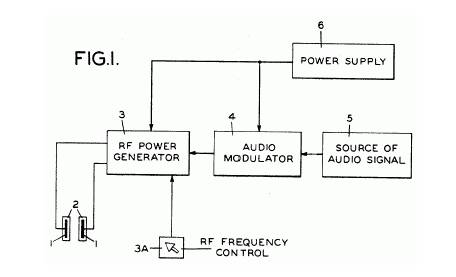 FIG.1.
6
POWER SUPPLY
3
RF POWER
GENERATOR
4
AUDIO
MODULATOR
5
SOURCE OF
AUDIO SIGNAL
2
1
1
3A
RF FREQUENCY
CONTROL